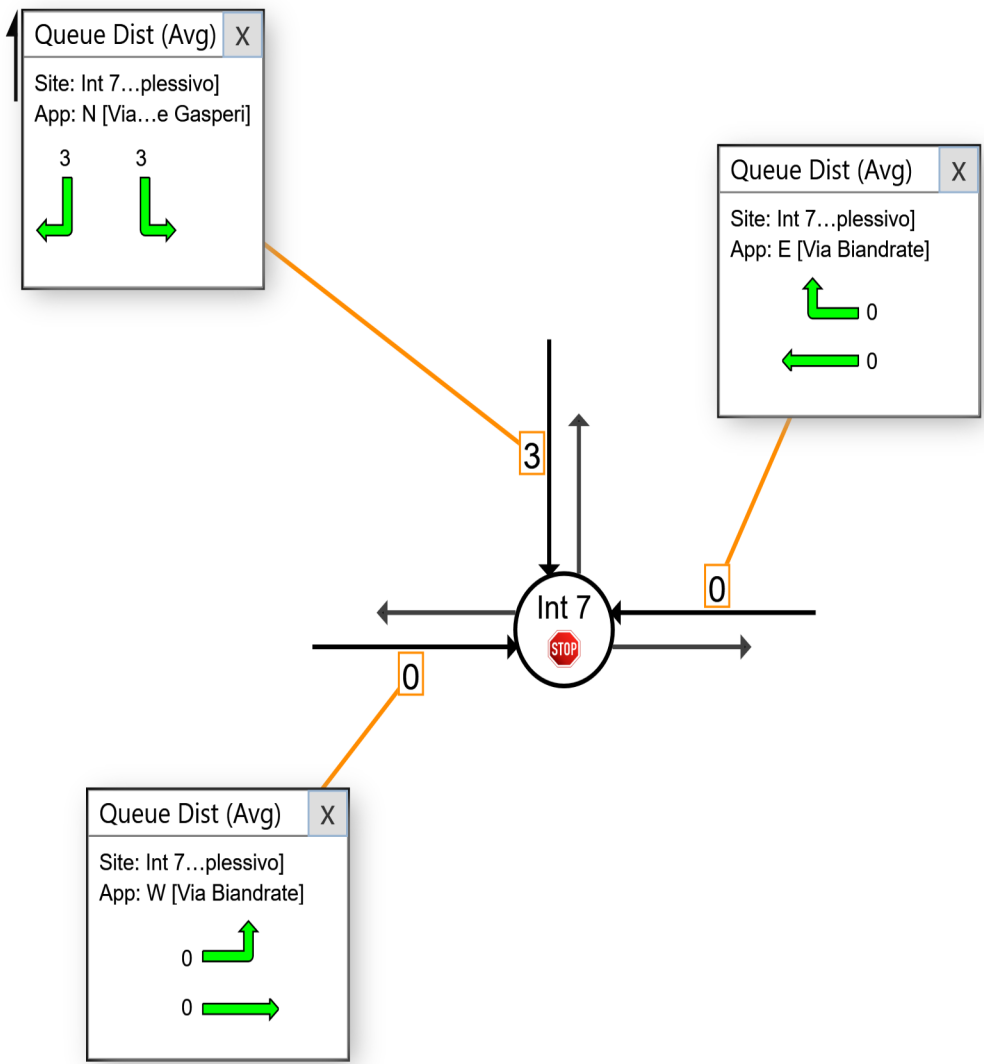 Queue Dist (Avg) X
Site: Int 7...plessivo]
App: N [Via...e Gasperi]
3 3
Queue Dist (Avg) X
Site: Int 7...plessivo]
App: E [Via Biandrate]
0
0
3
0
Int 7
STOP
0
Queue Dist (Avg) X
Site: Int 7...plessivo]
App: W [Via Biandrate]
0
0